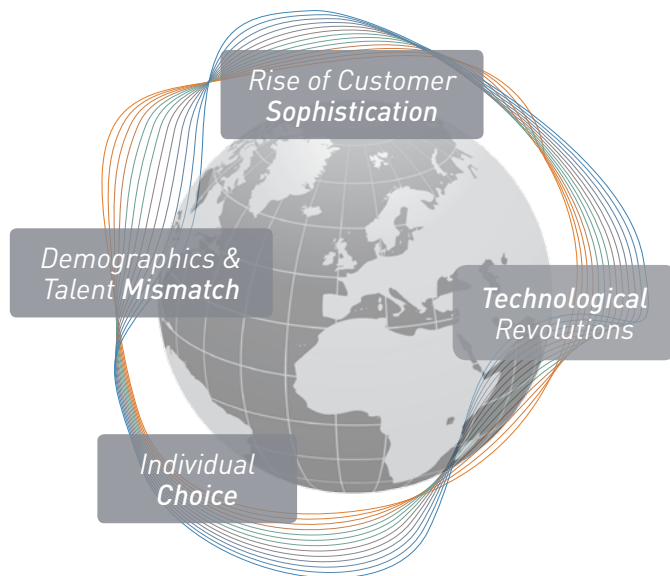 Rise of Customer
Sophistication
Demographics &
Talent Mismatch
Technological
Revolutions
Individual
Choice